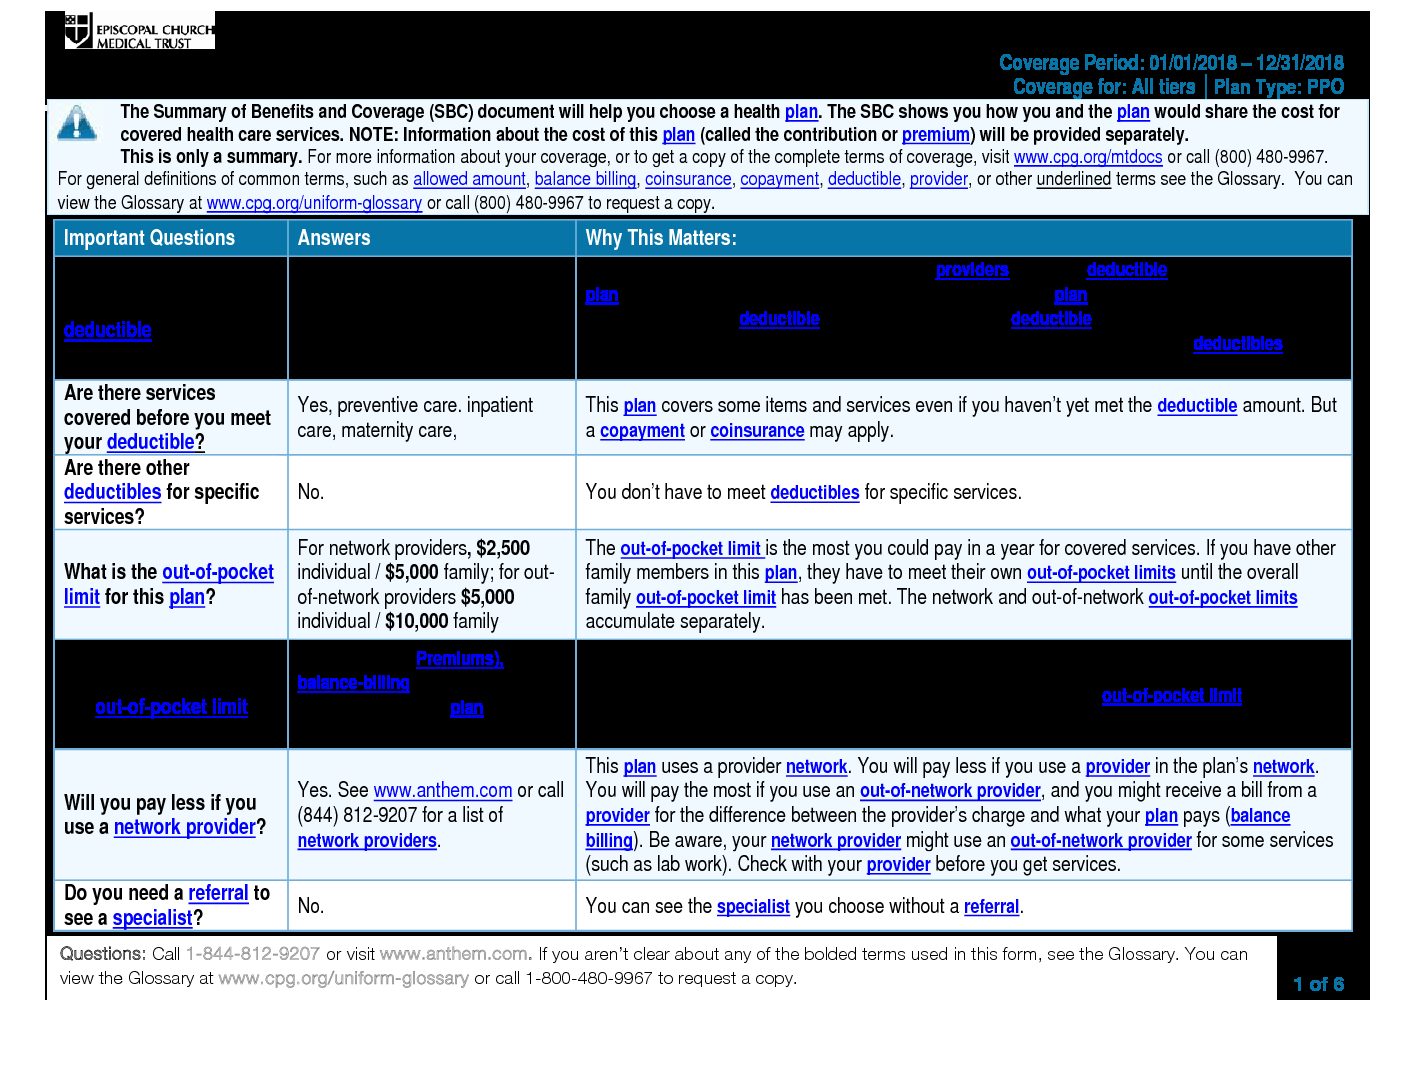 EPISCOPAL CHURCH
MEDICAL TRUST
Coverage Period: 01/01/2018 – 12/31/2018
Coverage for: All tiers | Plan Type: PPO
The Summary of Benefits and Coverage (SBC) document will help you choose a health plan. The SBC shows you how you and the plan would share the cost for
covered health care services. NOTE: Information about the cost of this plan (called the contribution or premium) will be provided separately.
This is only a summary. For more information about your coverage, or to get a copy of the complete terms of coverage, visit www.cpg.org/mtdocs or call (800) 480-9967.
For general definitions of common terms, such as allowed amount, balance billing, coinsurance, copayment, deductible, provider, or other underlined terms see the Glossary. You can
view the Glossary at www.cpg.org/uniform-glossary or call (800) 480-9967 to request a copy.
Important Questions
Answers
Why This Matters:
deductible
providers deductible
plan plan
deductible deductible
deductibles
Are there services
covered before you meet
your deductible?
Yes, preventive care. inpatient
care, maternity care,
This plan covers some items and services even if you haven't yet met the deductible amount. But
a copayment or coinsurance may apply.
Are there other
deductibles for specific
services?
No.
You don't have to meet deductibles for specific services.
What is the out-of-pocket
limit for this plan?
For network providers, $2,500
individual / $5,000 family; for out-
of-network providers $5,000
individual / $10,000 family
The out-of-pocket limit is the most you could pay in a year for covered services. If you have other
family members in this plan, they have to meet their own out-of-pocket limits until the overall
family out-of-pocket limit has been met. The network and out-of-network out-of-pocket limits
accumulate separately.
out-of-pocket limit
Premiums),
balance-billing
plan
out-of-pocket limit
Will you pay less if you
use a network provider?
Yes. See www.anthem.com or call
(844) 812-9207 for a list of
network providers.
This plan uses a provider network. You will pay less if you use a provider in the plan's network.
You will pay the most if you use an out-of-network provider, and you might receive a bill from a
provider for the difference between the provider's charge and what your plan pays (balance
billing). Be aware, your network provider might use an out-of-network provider for some services
(such as lab work). Check with your provider before you get services.
Do you need a referral to
see a specialist?
No.
You can see the specialist you choose without a referral.
Questions: Call 1-844-812-9207 or visit www.anthem.com. If you aren't clear about any of the bolded terms used in this form, see the Glossary. You can
view the Glossary at www.cpg.org/uniform-glossary or call 1-800-480-9967 to request a copy.
1 of 6